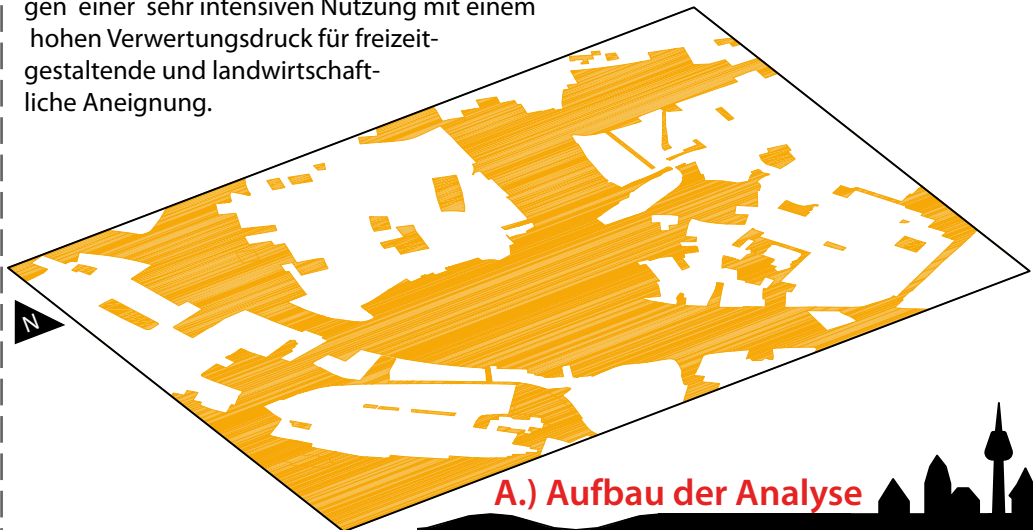 gen einer sehr intensiven Nutzung mit einem
hohen Verwertungsdruck für freizeit-
gestaltende und landwirtschaft-
liche Aneignung.
N
A.) Aufbau der Analyse